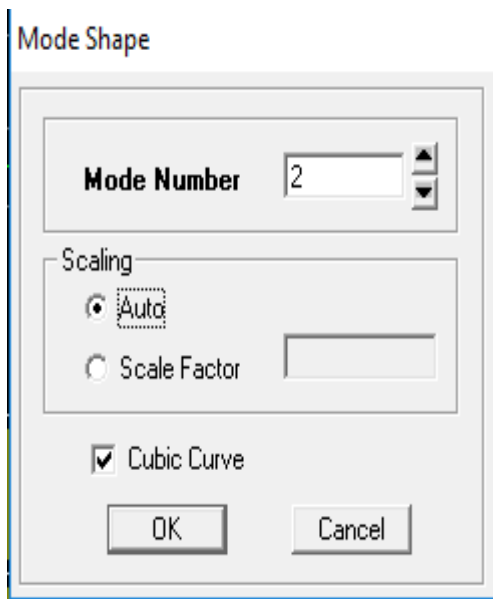 Mode Shape
Mode Number 2
Scaling
Auto
Scale Factor
Cubic Curve
OK Cancel